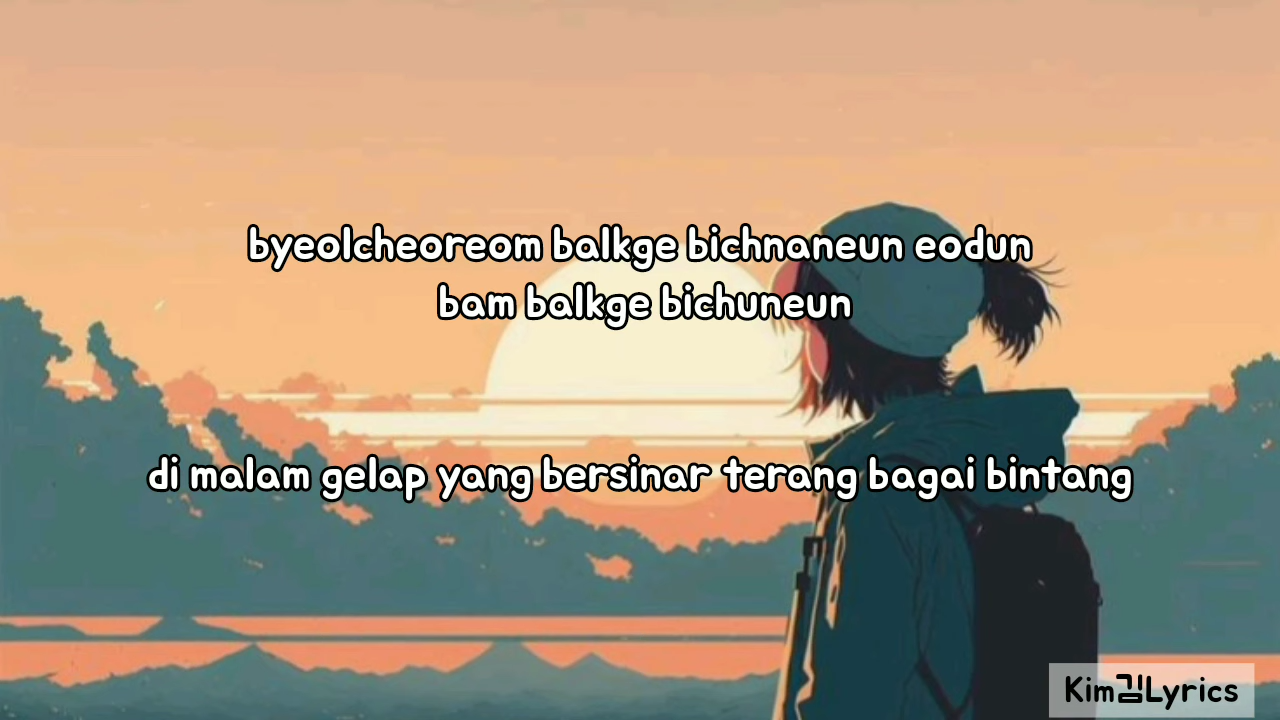 byeolcheoreom balkge bichnaneun eodun
bam balkge bichuneun
di malam gelap yang bersinar terang bagai bintang
Kim김Lyrics